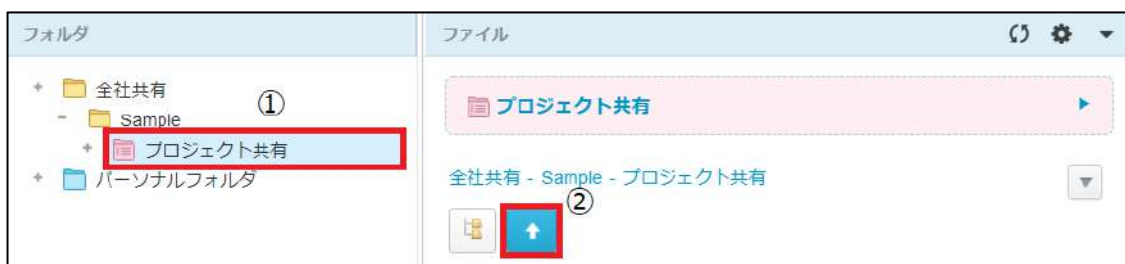 フォルダ
全社共有
①
Sample
プロジェクト共有
パーソナルフォルダ
ファイル
プロジェクト共有
全社共有 - Sample - プロジェクト共有
②